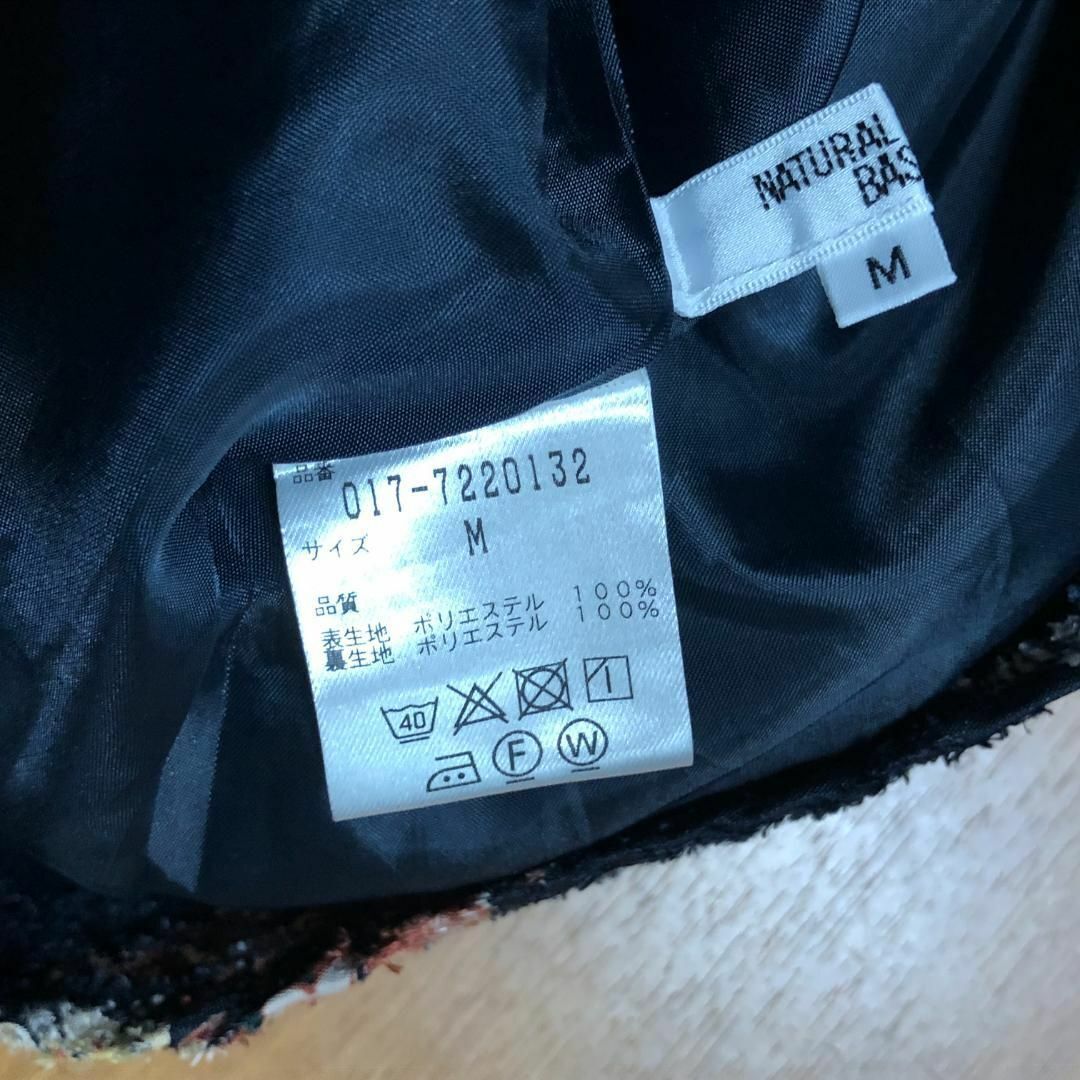 NATURAL
BAS
M
品番
017-7220132
サイズ M
品質
表生地 ポリエステル 100%
裏生地 ポリエステル 100%
40
F W